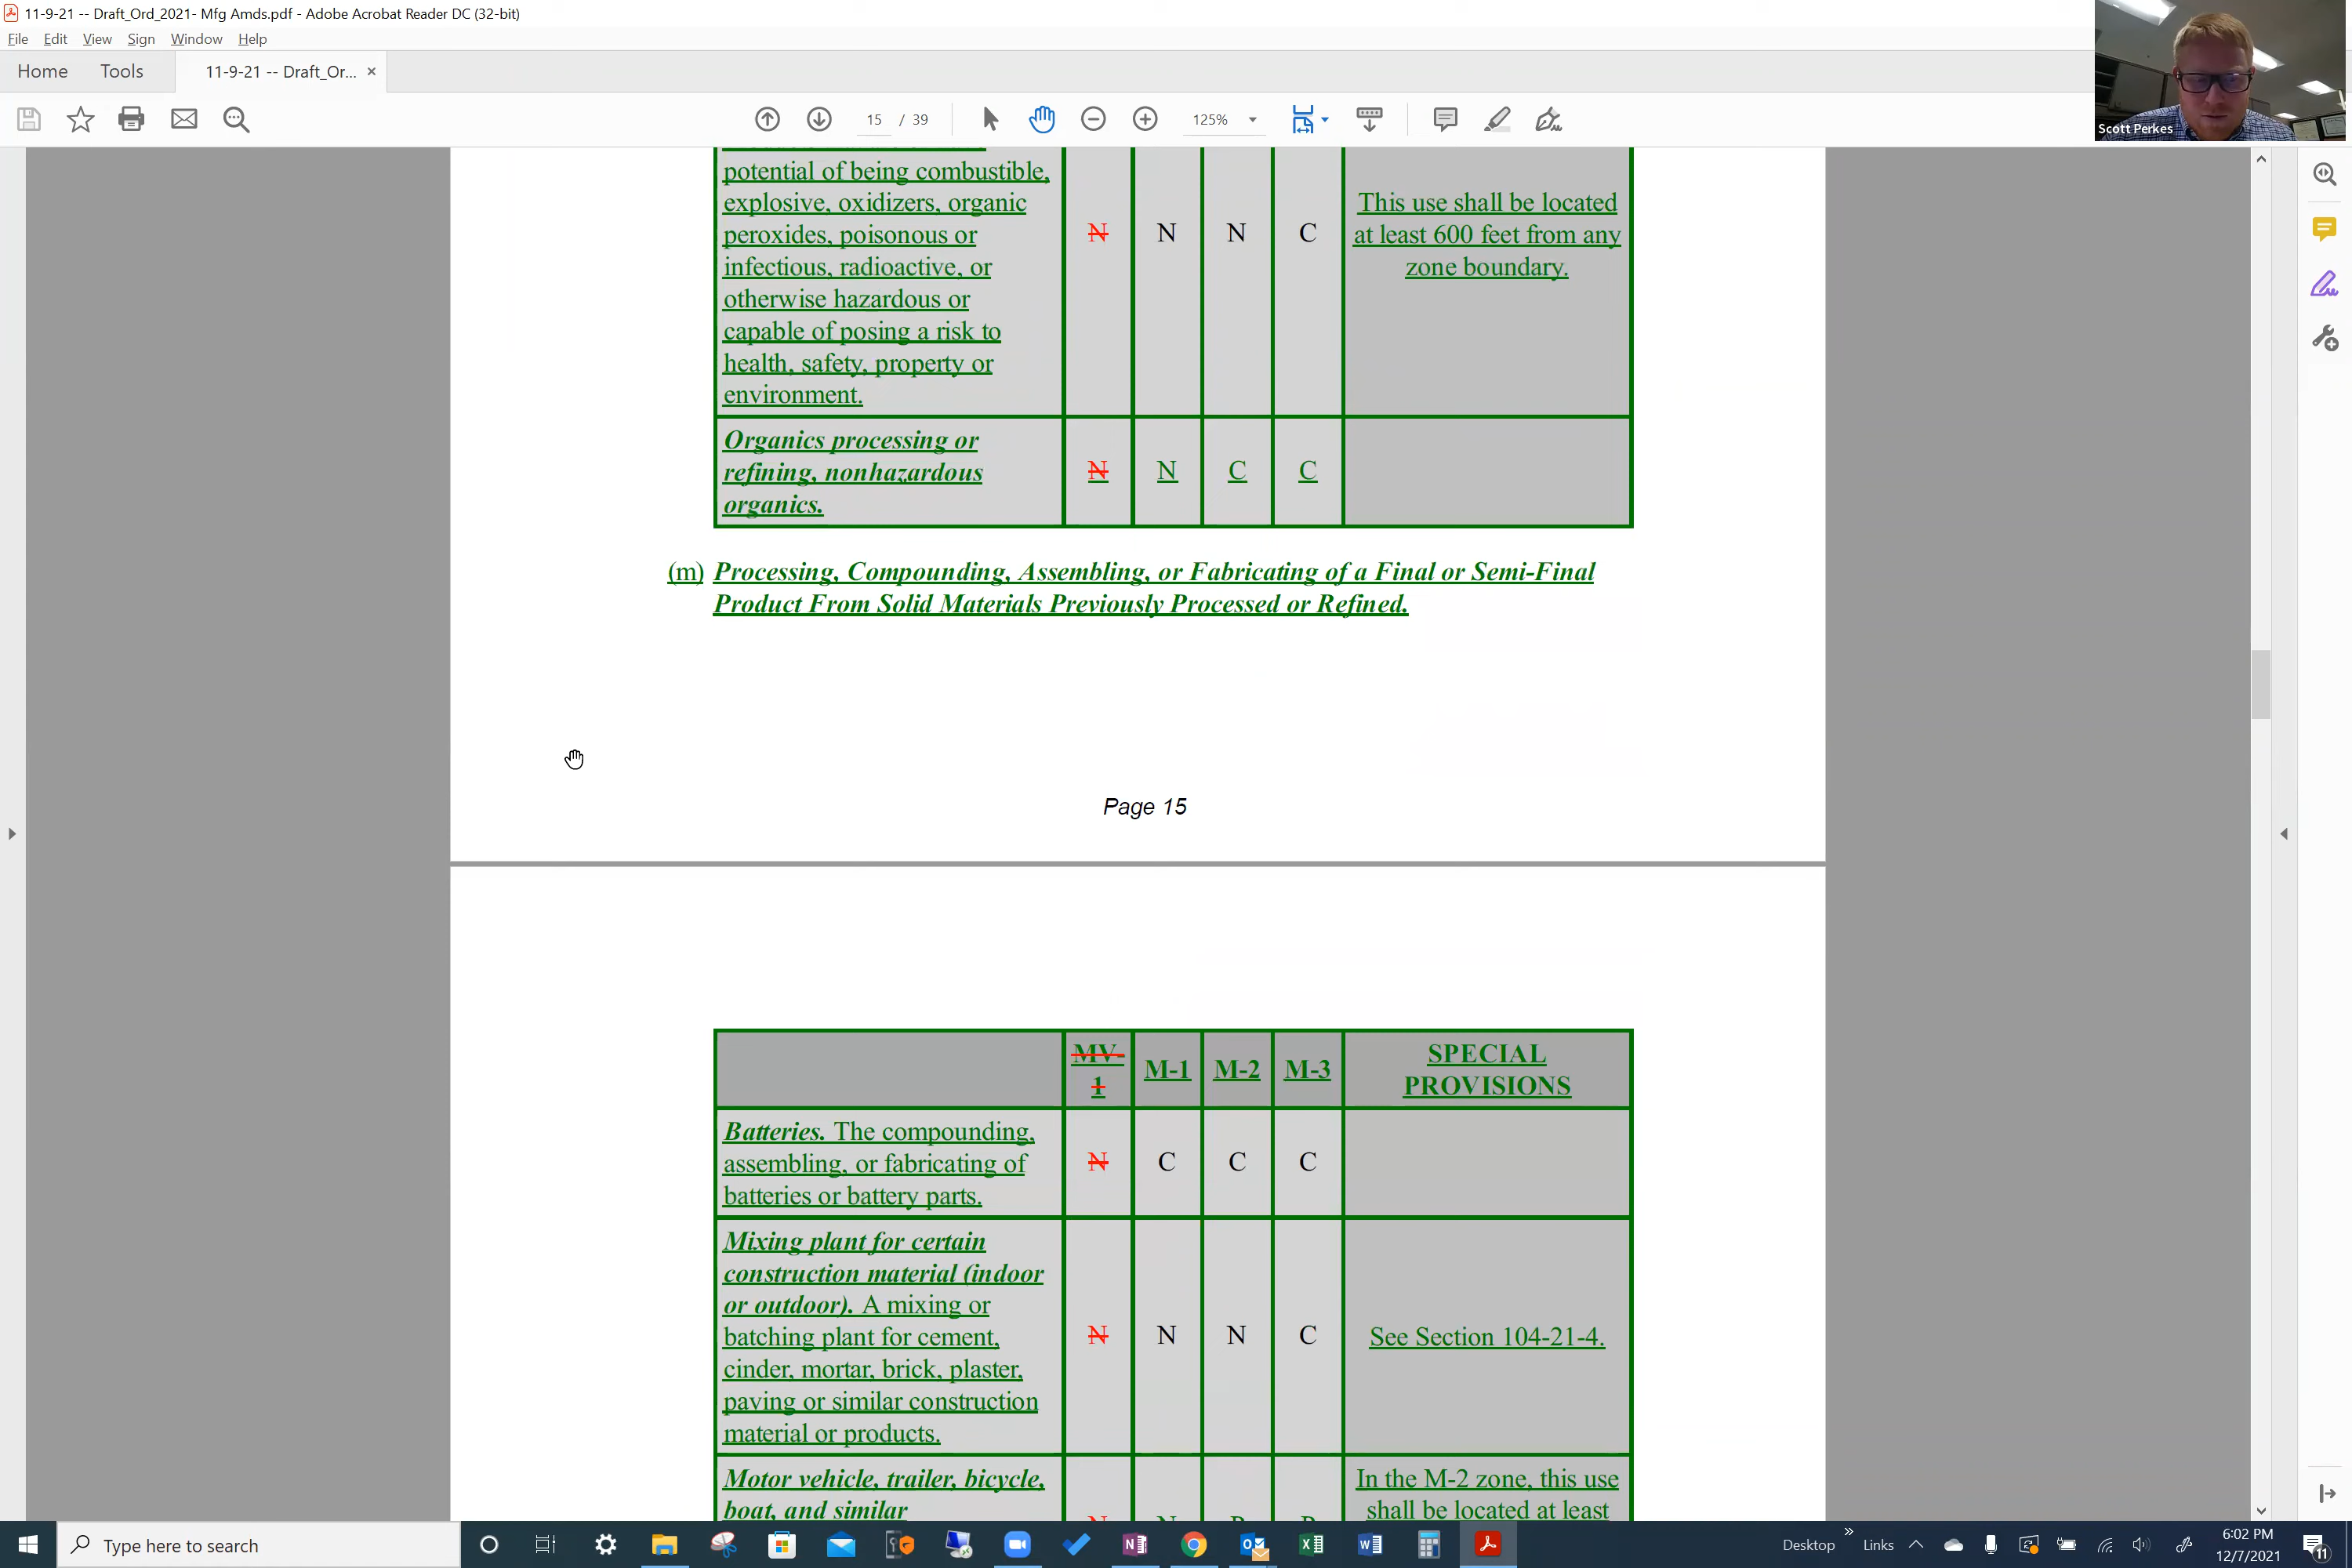 11-9-21 -- Draft_Ord_2021- Mfg Amds.pdf - Adobe Acrobat Reader DC (32-bit)
File Edit View Sign Window Help
Home Tools 11-9-21 -- Draft_Or... ×
15 / 39 125%
Scott Perkes
potential of being combustible,
explosive, oxidizers, organic
peroxides, poisonous or
infectious, radioactive, or
otherwise hazardous or
capable of posing a risk to
health, safety, property or
environment.
N N N C
This use shall be located
at least 600 feet from any
zone boundary.
Organics processing or
refining, nonhazardous
organics.
N N C C
(m) Processing, Compounding, Assembling, or Fabricating of a Final or Semi-Final
Product From Solid Materials Previously Processed or Refined.
Page 15
MV-
1
M-1 M-2 M-3
SPECIAL
PROVISIONS
Batteries. The compounding,
assembling, or fabricating of
batteries or battery parts.
N C C C
Mixing plant for certain
construction material (indoor
or outdoor). A mixing or
batching plant for cement,
cinder, mortar, brick, plaster,
paving or similar construction
material or products.
N N N C
See Section 104-21-4.
Motor vehicle, trailer, bicycle,
boat, and similar
In the M-2 zone, this use
shall be located at least
Type here to search
Desktop
Links
6:02 PM
12/7/2021
11